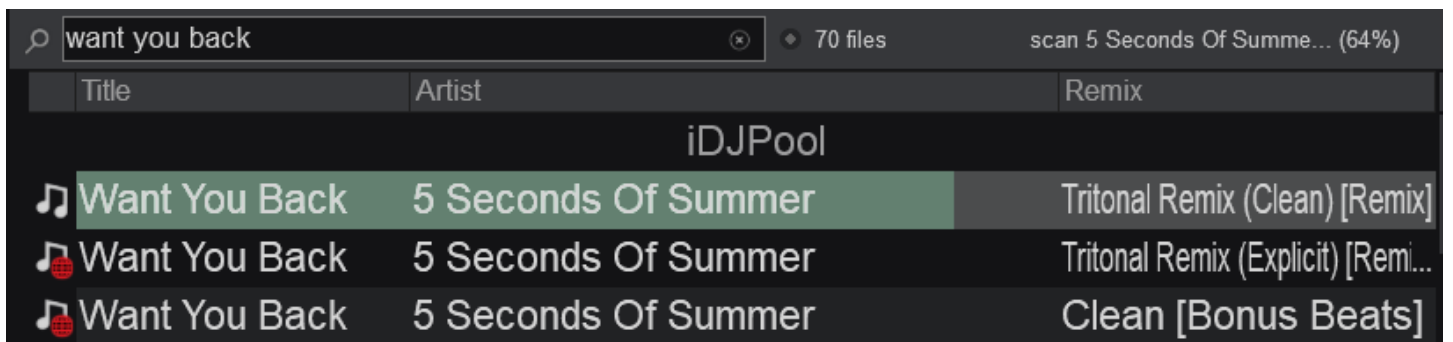 want you back 70 files scan 5 Seconds Of Summe... (64%)
Title Artist Remix
iDJPool
Want You Back 5 Seconds Of Summer Tritonal Remix (Clean) [Remix]
Want You Back 5 Seconds Of Summer Tritonal Remix (Explicit) [Remi...
Want You Back 5 Seconds Of Summer Clean [Bonus Beats]